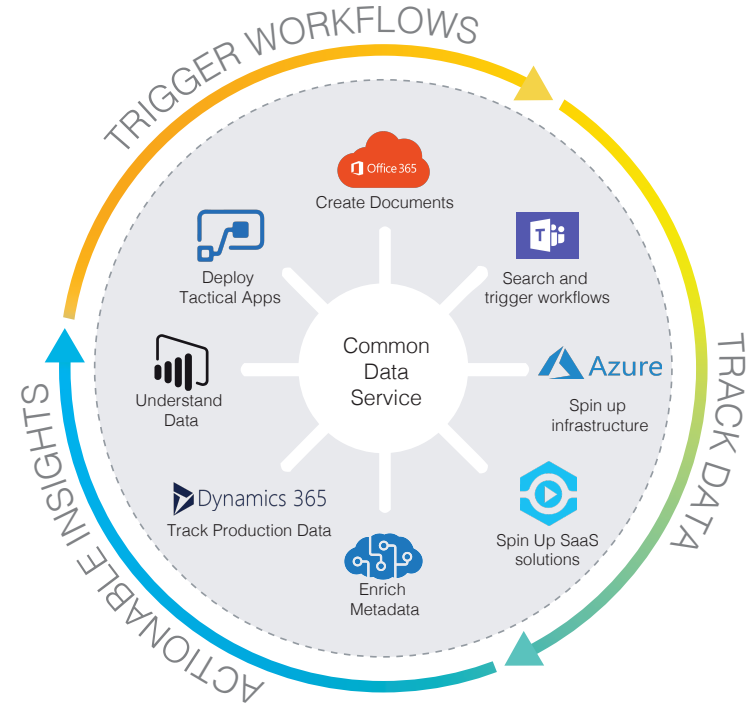 TRIGGER WORKFLOWS
Office 365
Create Documents
T
Search and
trigger workflows
Azure
Spin up
infrastructure
Spin Up SaaS
solutions
Enrich
Metadata
Dynamics 365
Track Production Data
Understand
Data
Deploy
Tactical Apps
Common
Data
Service
TRACK DATA
ACTIONABLE INSIGHTS